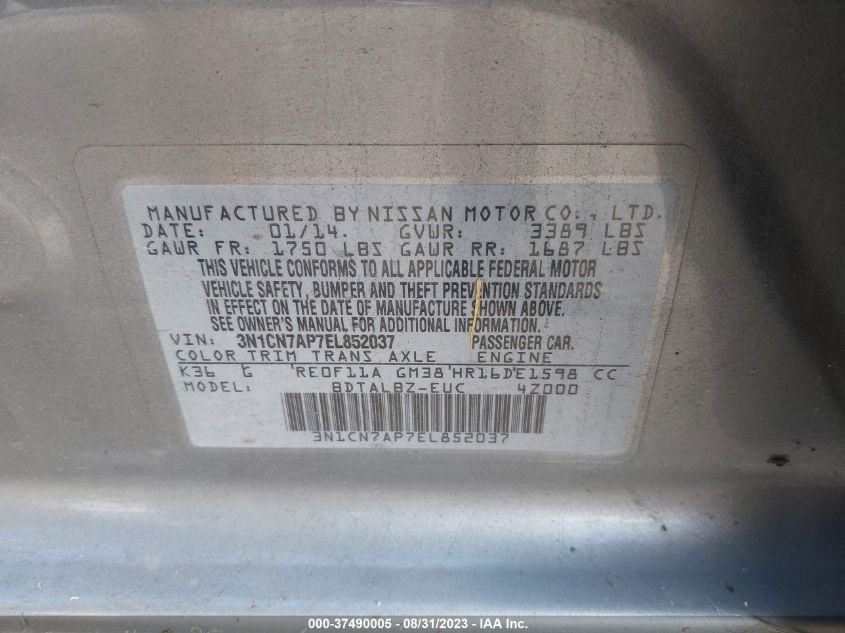 MANUFACTURED BY NISSAN MOTOR CO., LTD.
DATE: 01/14. GVWR: 3389 LBS
GAWR FR: 1750 LBS GAWR RR: 1687 LBS
THIS VEHICLE CONFORMS TO ALL APPLICABLE FEDERAL MOTOR
VEHICLE SAFETY, BUMPER AND THEFT PREVENTION STANDARDS
IN EFFECT ON THE DATE OF MANUFACTURE SHOWN ABOVE.
SEE OWNER'S MANUAL FOR ADDITIONAL INFORMATION.
VIN: 3N1CN7AP7EL852037 PASSENGER CAR.
COLOR TRIM TRANS AXLE ENGINE
K36 G RE0F11A GM38 HR16DE1598 CC
MODEL: BDTALBZ-EUC 4Z000
3N1CN7AP7EL852037
000-37490005 - 08/31/2023 - IAA Inc.